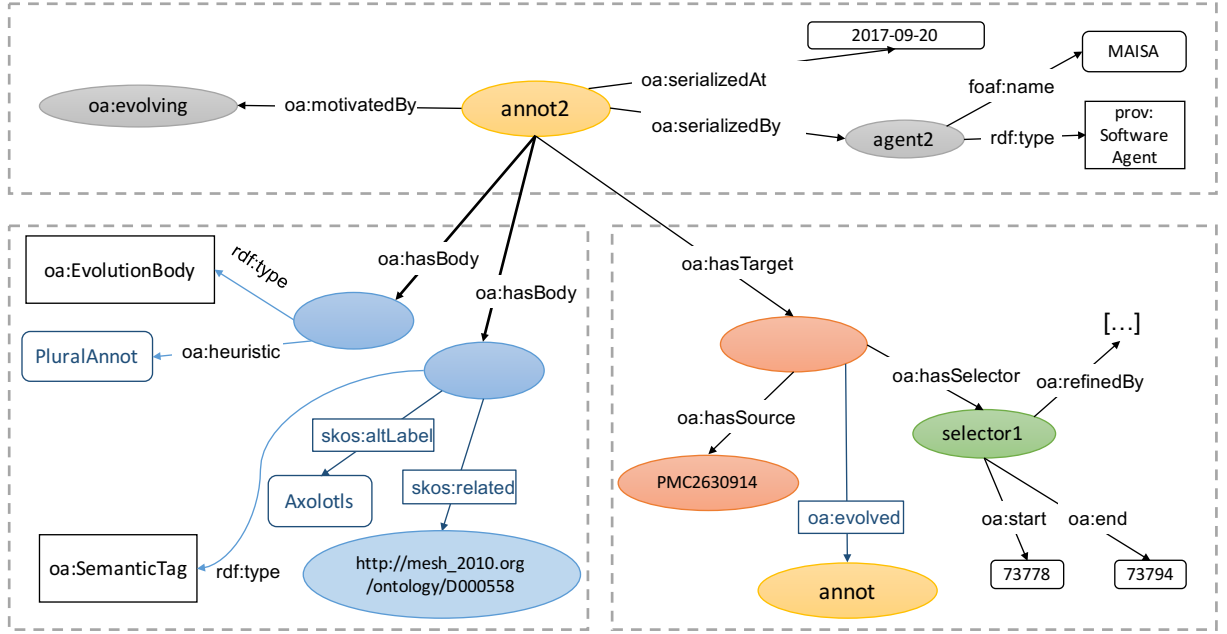 2017-09-20
MAISA
oa:serializedAt
foaf:name
oa:evolving
oa:motivatedBy
annot2
oa:serializedBy
agent2
rdf:type
prov:
Software
Agent
oa:EvolutionBody
rdf:type
oa:hasBody
oa:hasBody
PluralAnnot
oa:heuristic
skos:altLabel
skos:related
Axolotls
oa:SemanticTag
rdf:type
http://mesh_2010.org
/ontology/D000558
oa:hasTarget
[...]
oa:hasSelector
oa:refinedBy
oa:hasSource
selector1
PMC2630914
oa:evolved
oa:start
oa:end
annot
73778
73794